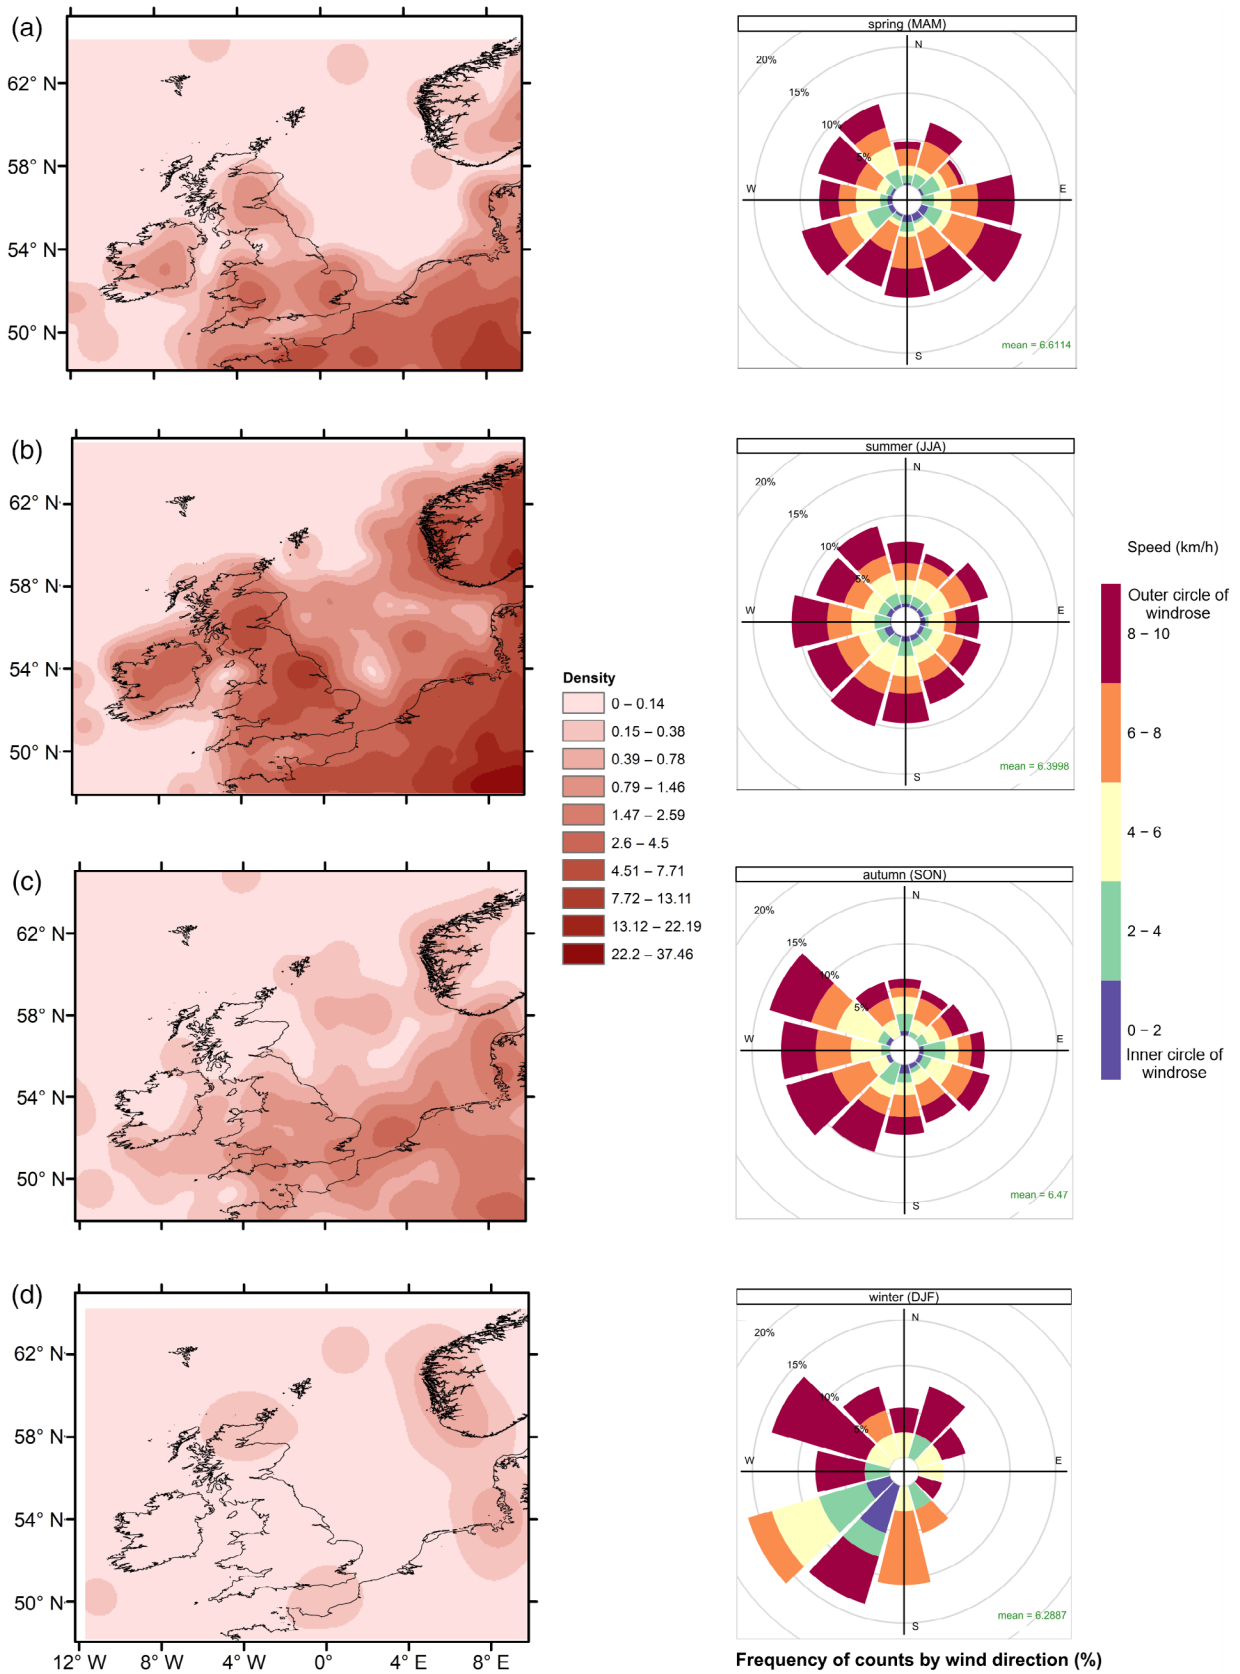 (a)
62° N
58° N
54° N
50° N
spring (MAM)
N
20%
15%
10%
5%
W
E
S
mean = 6.6114
(b)
62° N
58° N
54° N
50° N
Density
0 – 0.14
0.15 – 0.38
0.39 – 0.78
0.79 – 1.46
1.47 – 2.59
2.6 – 4.5
4.51 – 7.71
7.72 – 13.11
13.12 – 22.19
22.2 – 37.46
summer (JJA)
N
20%
15%
10%
5%
W
E
S
mean = 6.3998
Speed (km/h)
Outer circle of
windrose
8 – 10
6 – 8
4 – 6
2 – 4
0 – 2
Inner circle of
windrose
(c)
62° N
58° N
54° N
50° N
autumn (SON)
N
20%
15%
10%
5%
W
E
S
mean = 6.47
(d)
62° N
58° N
54° N
50° N
12° W
8° W
4° W
0°
4° E
8° E
winter (DJF)
N
20%
15%
10%
5%
W
E
S
mean = 6.2887
Frequency of counts by wind direction (%)